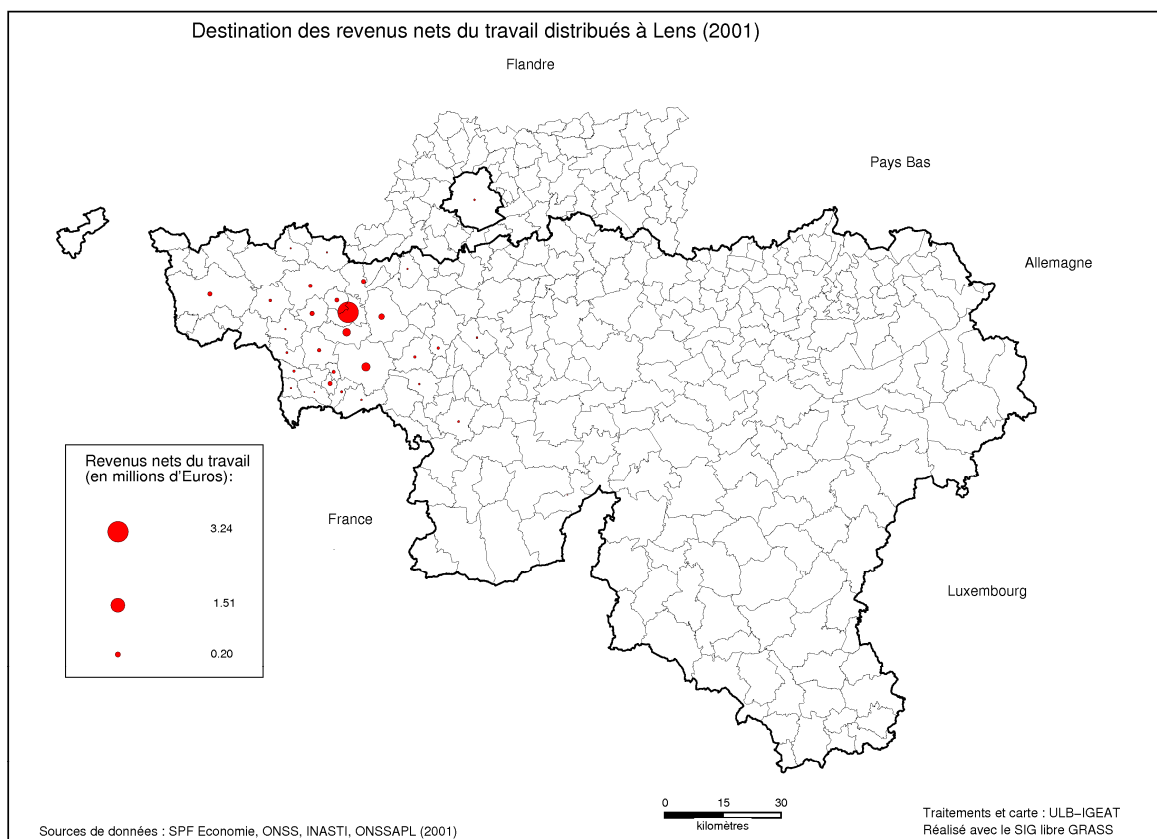 Destination des revenus nets du travail distribués à Lens (2001)
Flandre
Pays Bas
Allemagne
Revenus nets du travail
(en millions d'Euros):
3.24
1.51
0.20
France
Luxembourg
0 15 30
kilomètres
Sources de données : SPF Economie, ONSS, INASTI, ONSSAPL (2001)
Traitements et carte : ULB-IGEAT
Réalisé avec le SIG libre GRASS